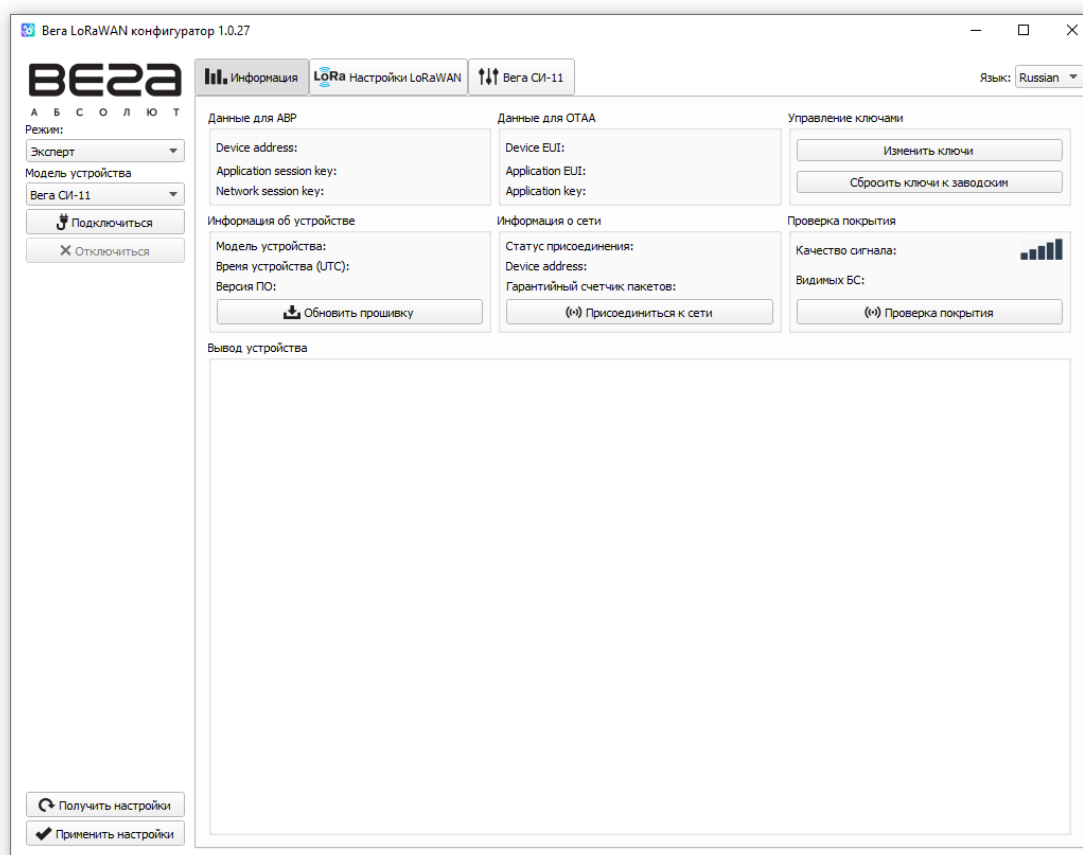 Вега LoRaWAN конфигуратор 1.0.27
ВЕГА
АБСОЛЮТ
Режим:
Эксперт
Модель устройства
Вега СИ-11
Подключиться
Отключиться
Получить настройки
Применить настройки
Информация
LoRa Настройки LoRaWAN
Вега СИ-11
Язык: Russian
Данные для ABP
Device address:
Application session key:
Network session key:
Данные для OTAA
Device EUI:
Application EUI:
Application key:
Управление ключами
Изменить ключи
Сбросить ключи к заводским
Информация об устройстве
Модель устройства:
Время устройства (UTC):
Версия ПО:
Обновить прошивку
Информация о сети
Статус присоединения:
Device address:
Гарантийный счетчик пакетов:
Присоединиться к сети
Проверка покрытия
Качество сигнала:
Видимых БС:
Проверка покрытия
Вывод устройства